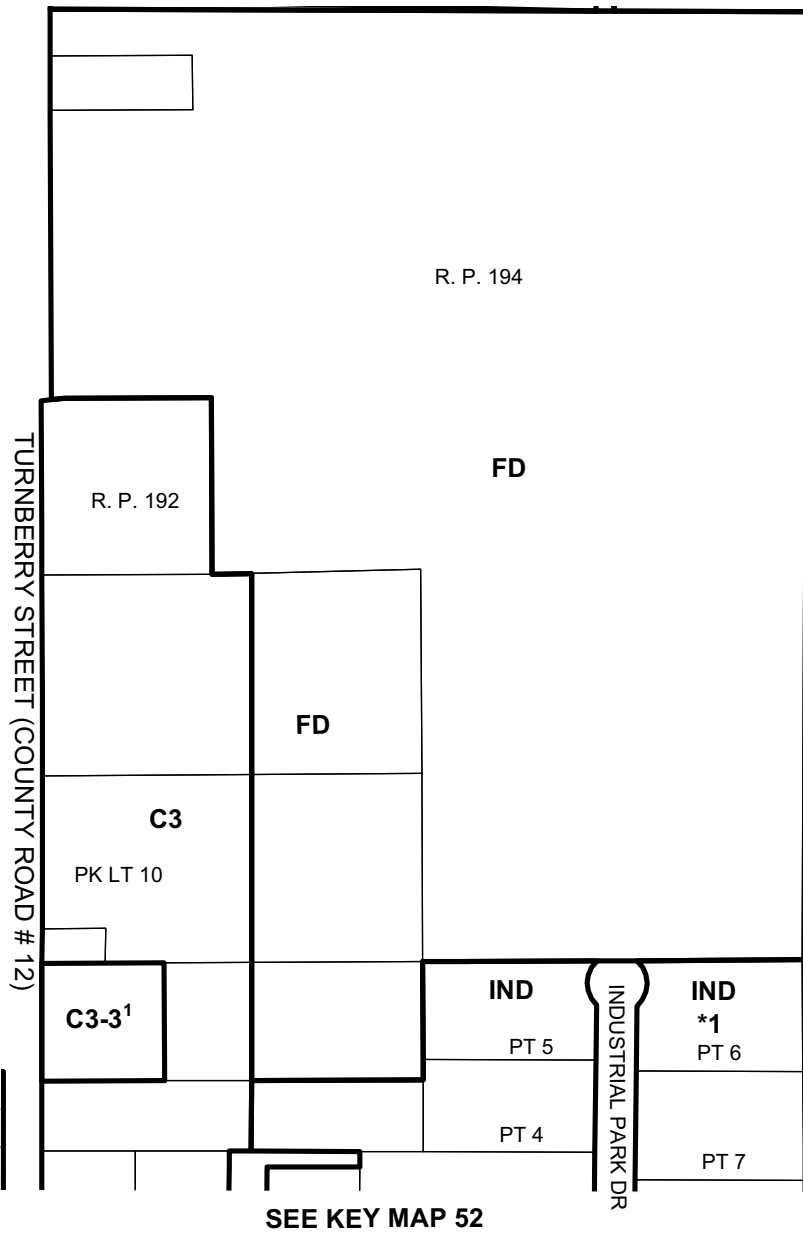 R. P. 194
FD
R. P. 192
TURNBERRY STREET (COUNTY ROAD # 12)
FD
C3
PK LT 10
C3-3¹
IND
PT 5
INDUSTRIAL PARK DR
IND
*1
PT 6
PT 4
PT 7
SEE KEY MAP 52